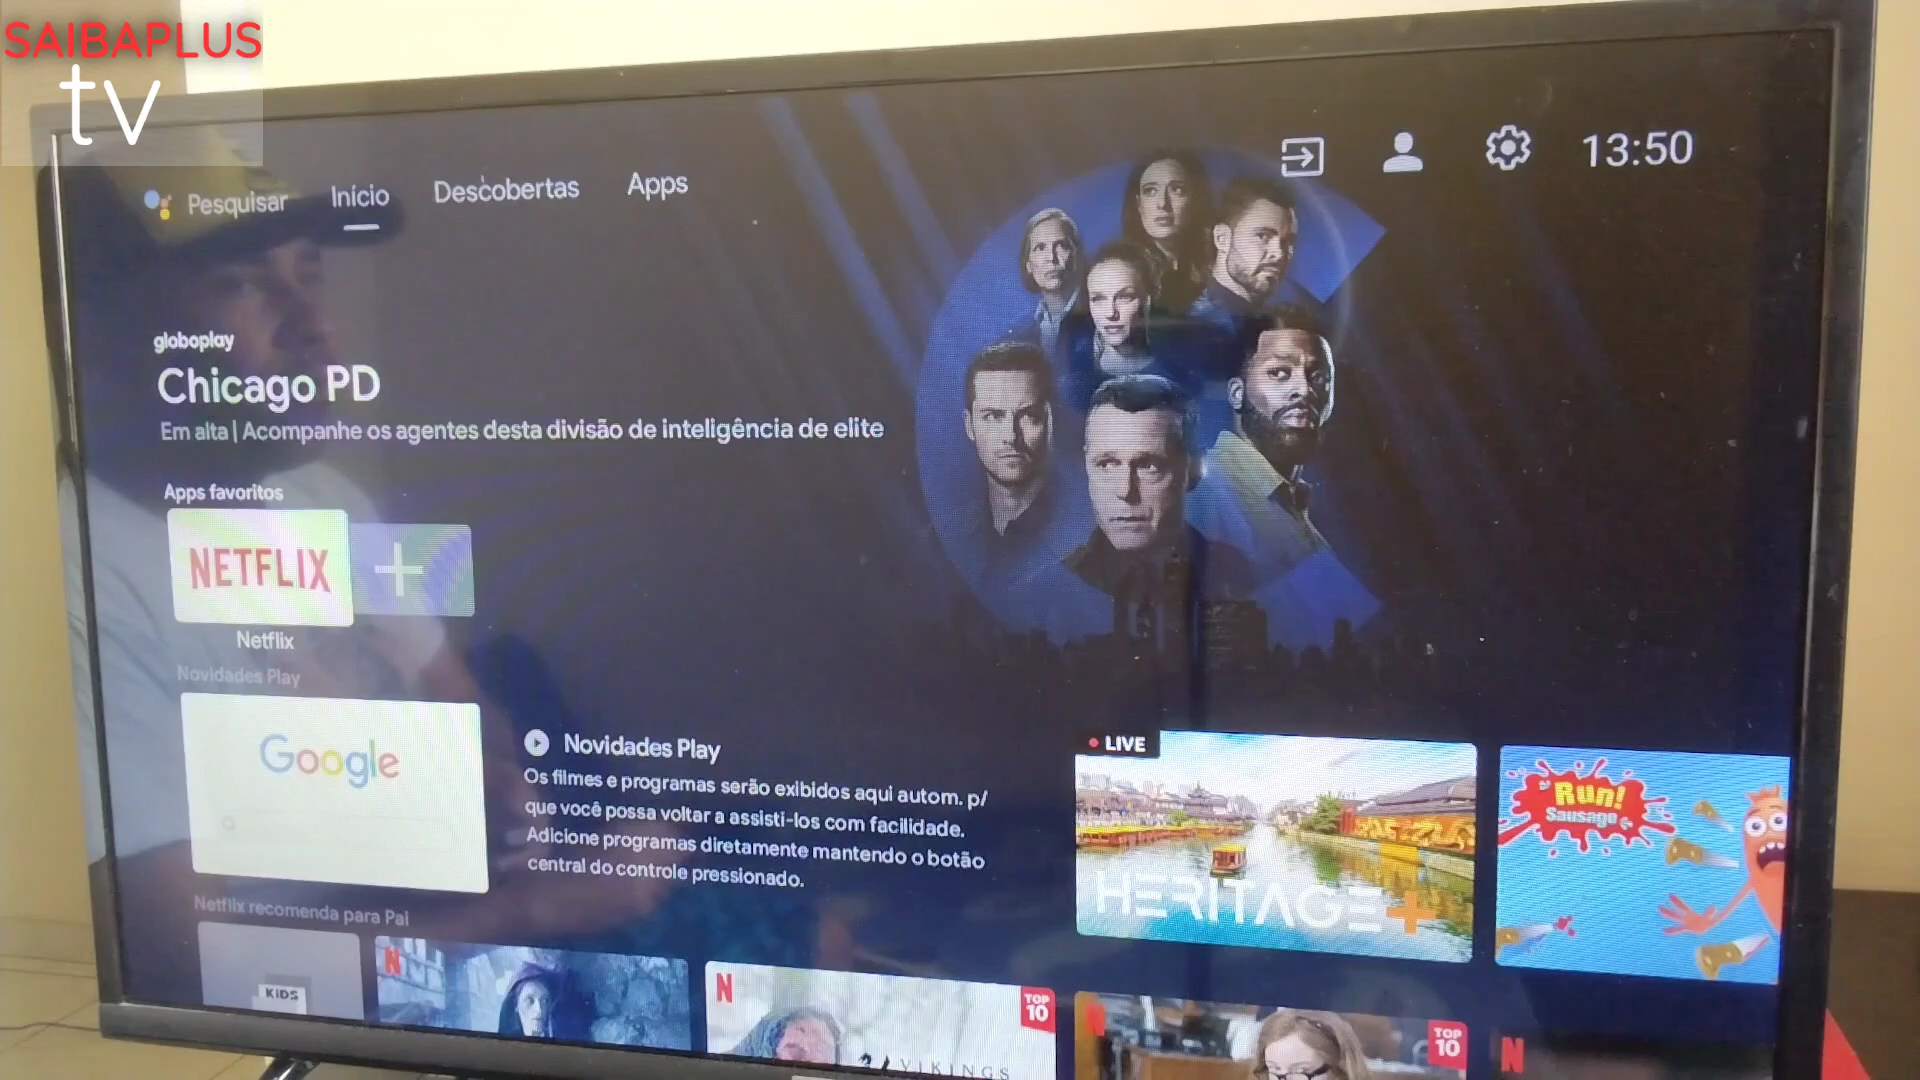 SAIBAPLUS
tv
Pesquisar
Início
Descobertas
Apps
13:50
globoplay
Chicago PD
Em alta | Acompanhe os agentes desta divisão de inteligência de elite
Apps favoritos
NETFLIX
Netflix
Novidades Play
Google
Novidades Play
Os filmes e programas serão exibidos aqui autom. p/
que você possa voltar a assisti-los com facilidade.
Adicione programas diretamente mantendo o botão
central do controle pressionado.
LIVE
HERITAGE+
Run!
Sausage
Netflix recomenda para Pai
KIDS
N
N
TOP
10
VIKINGS
TOP
10
N